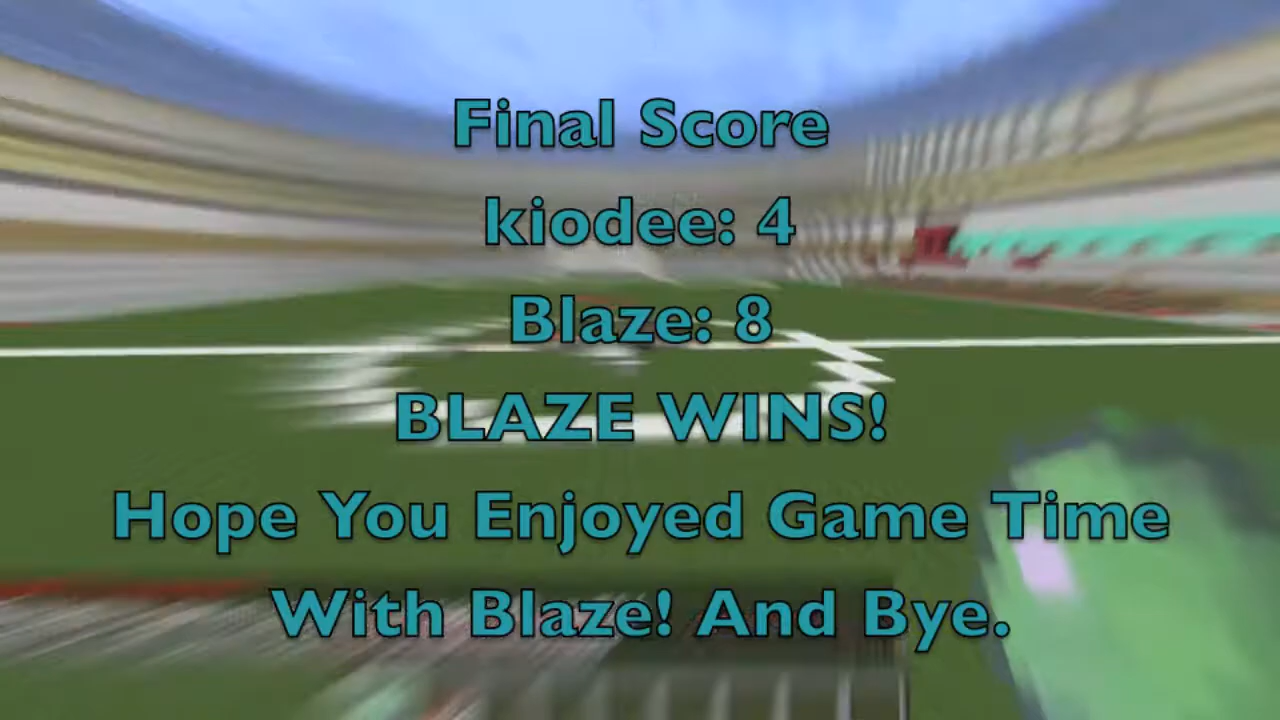 Final Score
kiodee: 4
Blaze: 8
BLAZE WINS!
Hope You Enjoyed Game Time
With Blaze! And Bye.